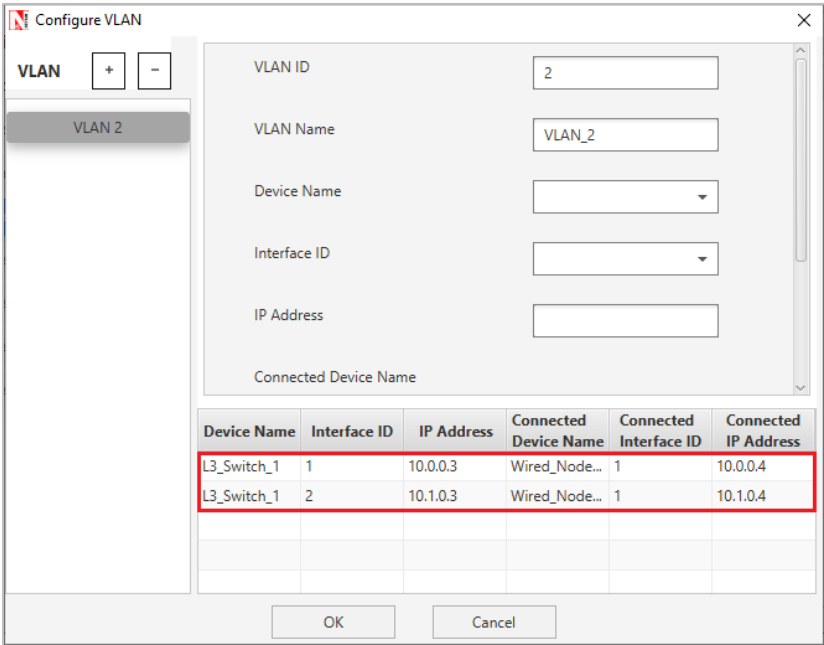 Configure VLAN
VLAN + -
VLAN 2
VLAN ID 2
VLAN Name VLAN_2
Device Name
Interface ID
IP Address
Connected Device Name
Device Name Interface ID IP Address Connected Device Name Connected Interface ID Connected IP Address
L3_Switch_1 1 10.0.0.3 Wired_Node... 1 10.0.0.4
L3_Switch_1 2 10.1.0.3 Wired_Node... 1 10.1.0.4
OK Cancel